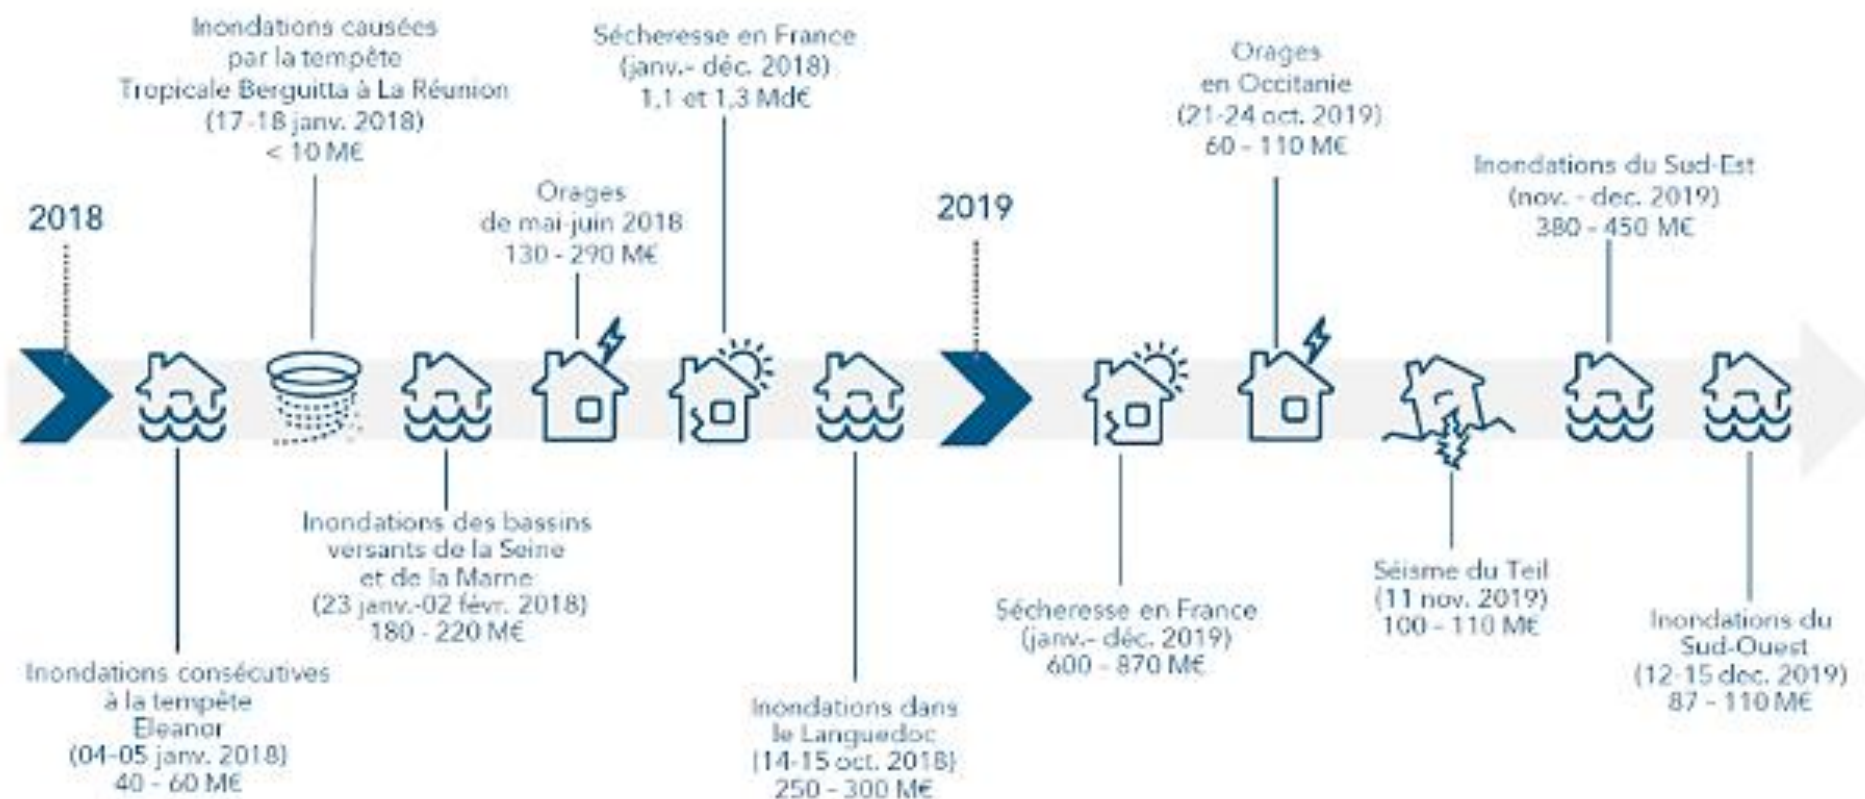 2018
Inondations consécutives
à la tempête
Eleanor
(04-05 janv. 2018)
40 - 60 M€
Inondations causées
par la tempête
Tropicale Berguitta à La Réunion
(17-18 janv. 2018)
< 10 M€
Inondations des bassins
versants de la Seine
et de la Marne
(23 janv.-02 févr. 2018)
180 - 220 M€
Orages
de mai-juin 2018
130 - 290 M€
Sécheresse en France
(janv.- déc. 2018)
1,1 et 1,3 Md€
Inondations dans
le Languedoc
(14-15 oct. 2018)
250 - 300 M€
2019
Sécheresse en France
(janv.- déc. 2019)
600 - 870 M€
Orages
en Occitanie
(21-24 oct. 2019)
60 - 110 M€
Séisme du Teil
(11 nov. 2019)
100 - 110 M€
Inondations du Sud-Est
(nov. - dec. 2019)
380 - 450 M€
Inondations du
Sud-Ouest
(12-15 dec. 2019)
87 - 110 M€